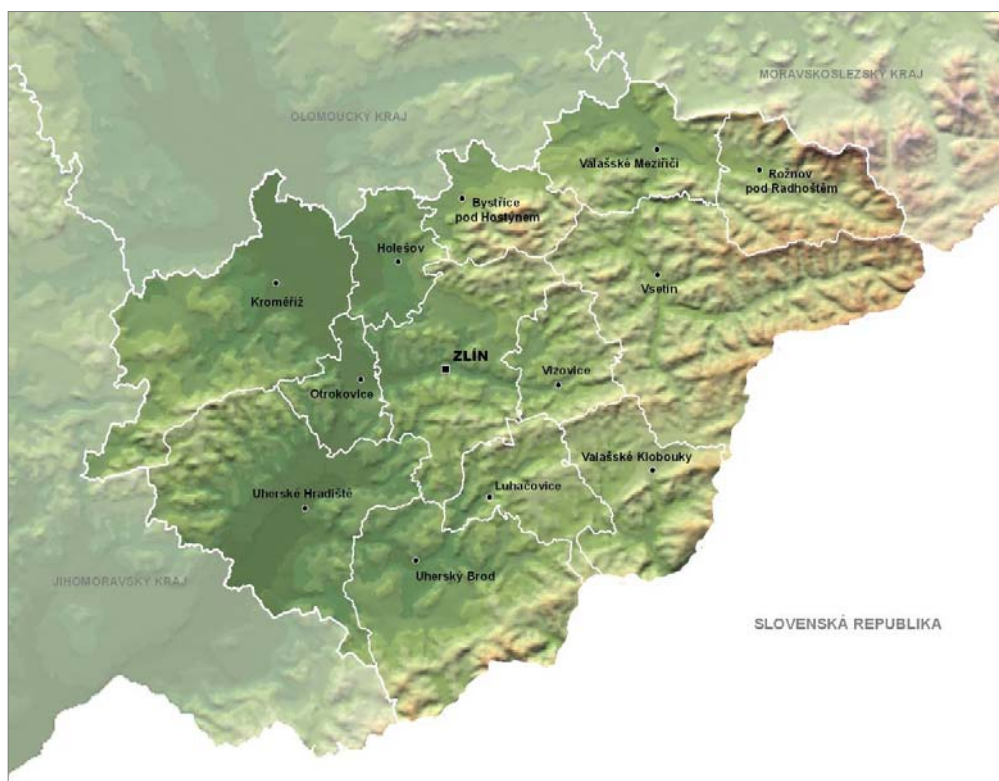 MORAVSKOSLEZSKÝ KRAJ
OLOMOUCKÝ KRAJ
Valašské Meziříčí
Rožnov
pod Radhoštěm
Bystřice
pod Hostýnem
Holešov
Vsetín
Kroměříž
ZLÍN
Vizovice
Otrokovice
Valašské Klobouky
Uherské Hradiště
Luhačovice
Uherský Brod
JIHOMORAVSKÝ KRAJ
SLOVENSKÁ REPUBLIKA